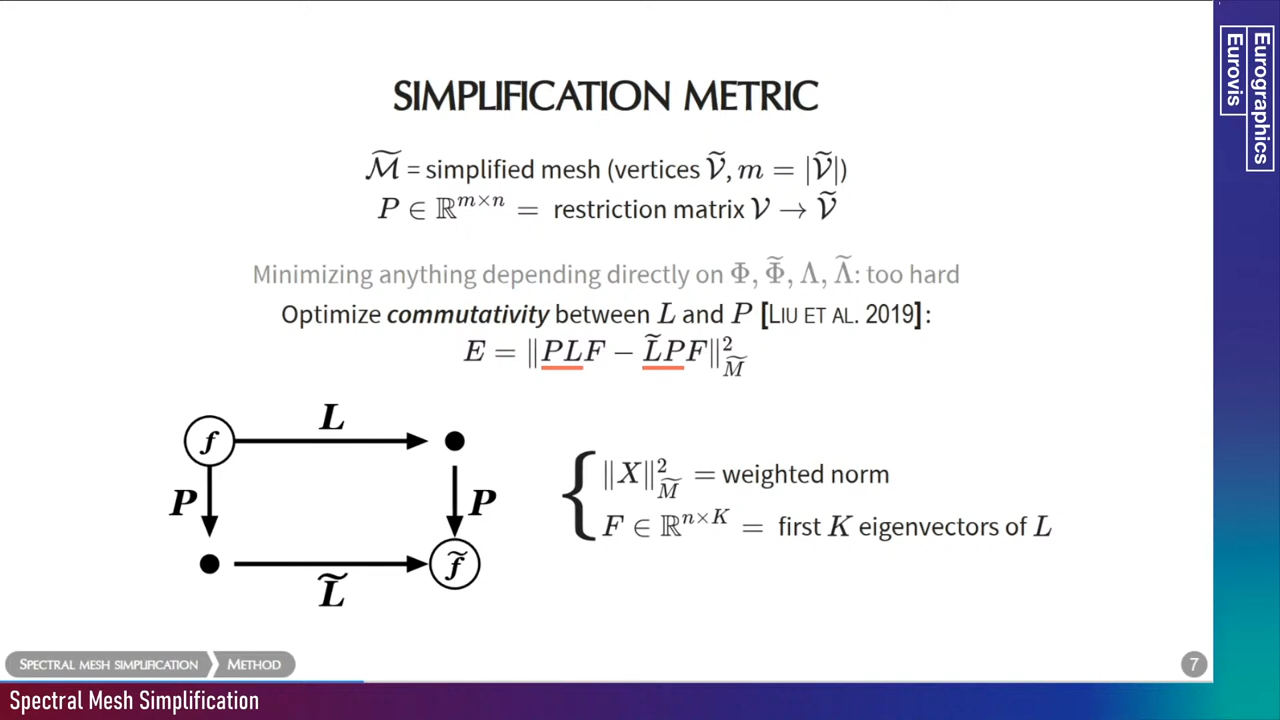 SIMPLIFICATION METRIC
ℳ̃ = simplified mesh (vertices 𝒱̃, m = |𝒱̃|)
P ∈ ℝ^{m×n} = restriction matrix 𝒱 → 𝒱̃
Minimizing anything depending directly on Φ, Φ̃, Λ, Λ̃: too hard
Optimize commutativity between L and P [LIU ET AL. 2019]:
E = ‖PLF − L̃PF‖²_M̃
f
L
P
P
L̃
f̃
‖X‖²_M̃ = weighted norm
F ∈ ℝ^{n×K} = first K eigenvectors of L
SPECTRAL MESH SIMPLIFICATION
METHOD
7
Spectral Mesh Simplification
Eurographics
Eurovis